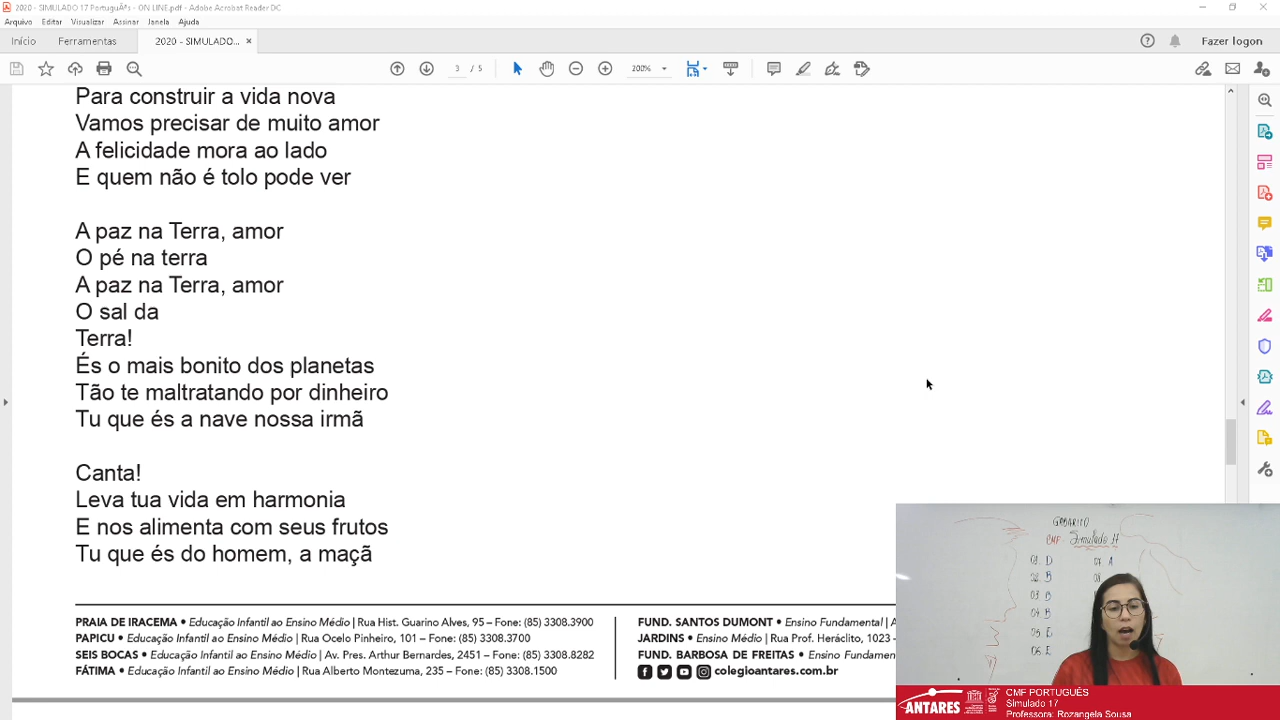 2020 - SIMULADO 17 PortuguÃªs - ON LINE.pdf - Adobe Acrobat Reader DC
Arquivo Editar Visualizar Assinar Janela Ajuda
Início Ferramentas 2020 - SIMULADO... × Fazer logon
3 / 5 200%
Para construir a vida nova
Vamos precisar de muito amor
A felicidade mora ao lado
E quem não é tolo pode ver
A paz na Terra, amor
O pé na terra
A paz na Terra, amor
O sal da
Terra!
És o mais bonito dos planetas
Tão te maltratando por dinheiro
Tu que és a nave nossa irmã
Canta!
Leva tua vida em harmonia
E nos alimenta com seus frutos
Tu que és do homem, a maçã
PRAIA DE IRACEMA • Educação Infantil ao Ensino Médio | Rua Hist. Guarino Alves, 95 – Fone: (85) 3308.3900
PAPICU • Educação Infantil ao Ensino Médio | Rua Ocelo Pinheiro, 101 – Fone: (85) 3308.3700
SEIS BOCAS • Educação Infantil ao Ensino Médio | Av. Pres. Arthur Bernardes, 2451 – Fone: (85) 3308.8282
FÁTIMA • Educação Infantil ao Ensino Médio | Rua Alberto Montezuma, 235 – Fone: (85) 3308.1500
FUND. SANTOS DUMONT • Ensino Fundamental | A
JARDINS • Ensino Médio | Rua Prof. Heráclito, 1023 -
FUND. BARBOSA DE FREITAS • Ensino Fundamen
colegioantares.com.br
GABARITO
CMF - Simulado 17
01. D
02. B
03. B
04. B
05. E
06. E
07 A
08
ANTARES
CMF PORTUGUÊS
Simulado 17
Professora: Rozangela Sousa